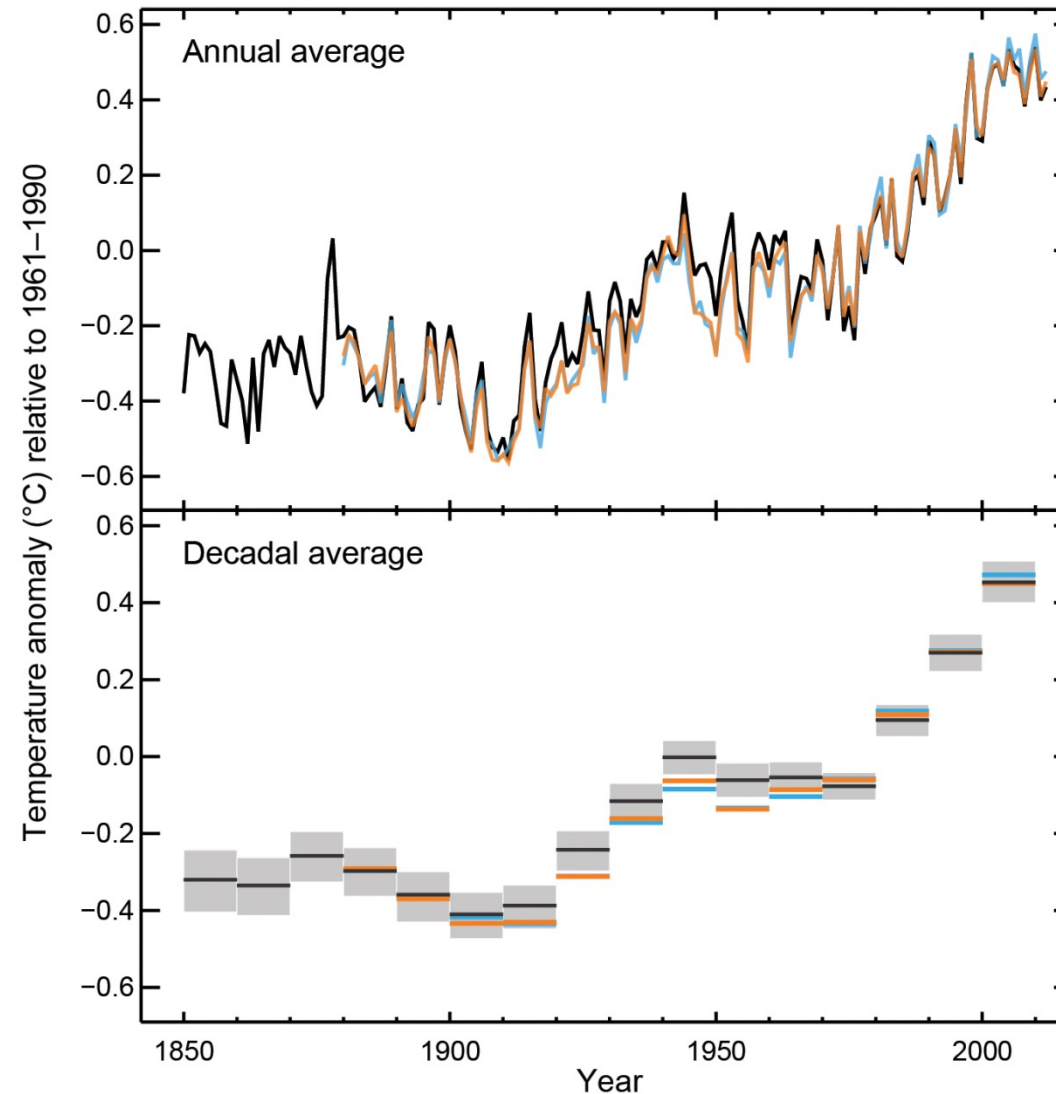 Temperature anomaly (°C) relative to 1961–1990
Annual average
0.6
0.4
0.2
0.0
−0.2
−0.4
−0.6
Decadal average
0.6
0.4
0.2
0.0
−0.2
−0.4
−0.6
1850 1900 1950 2000
Year